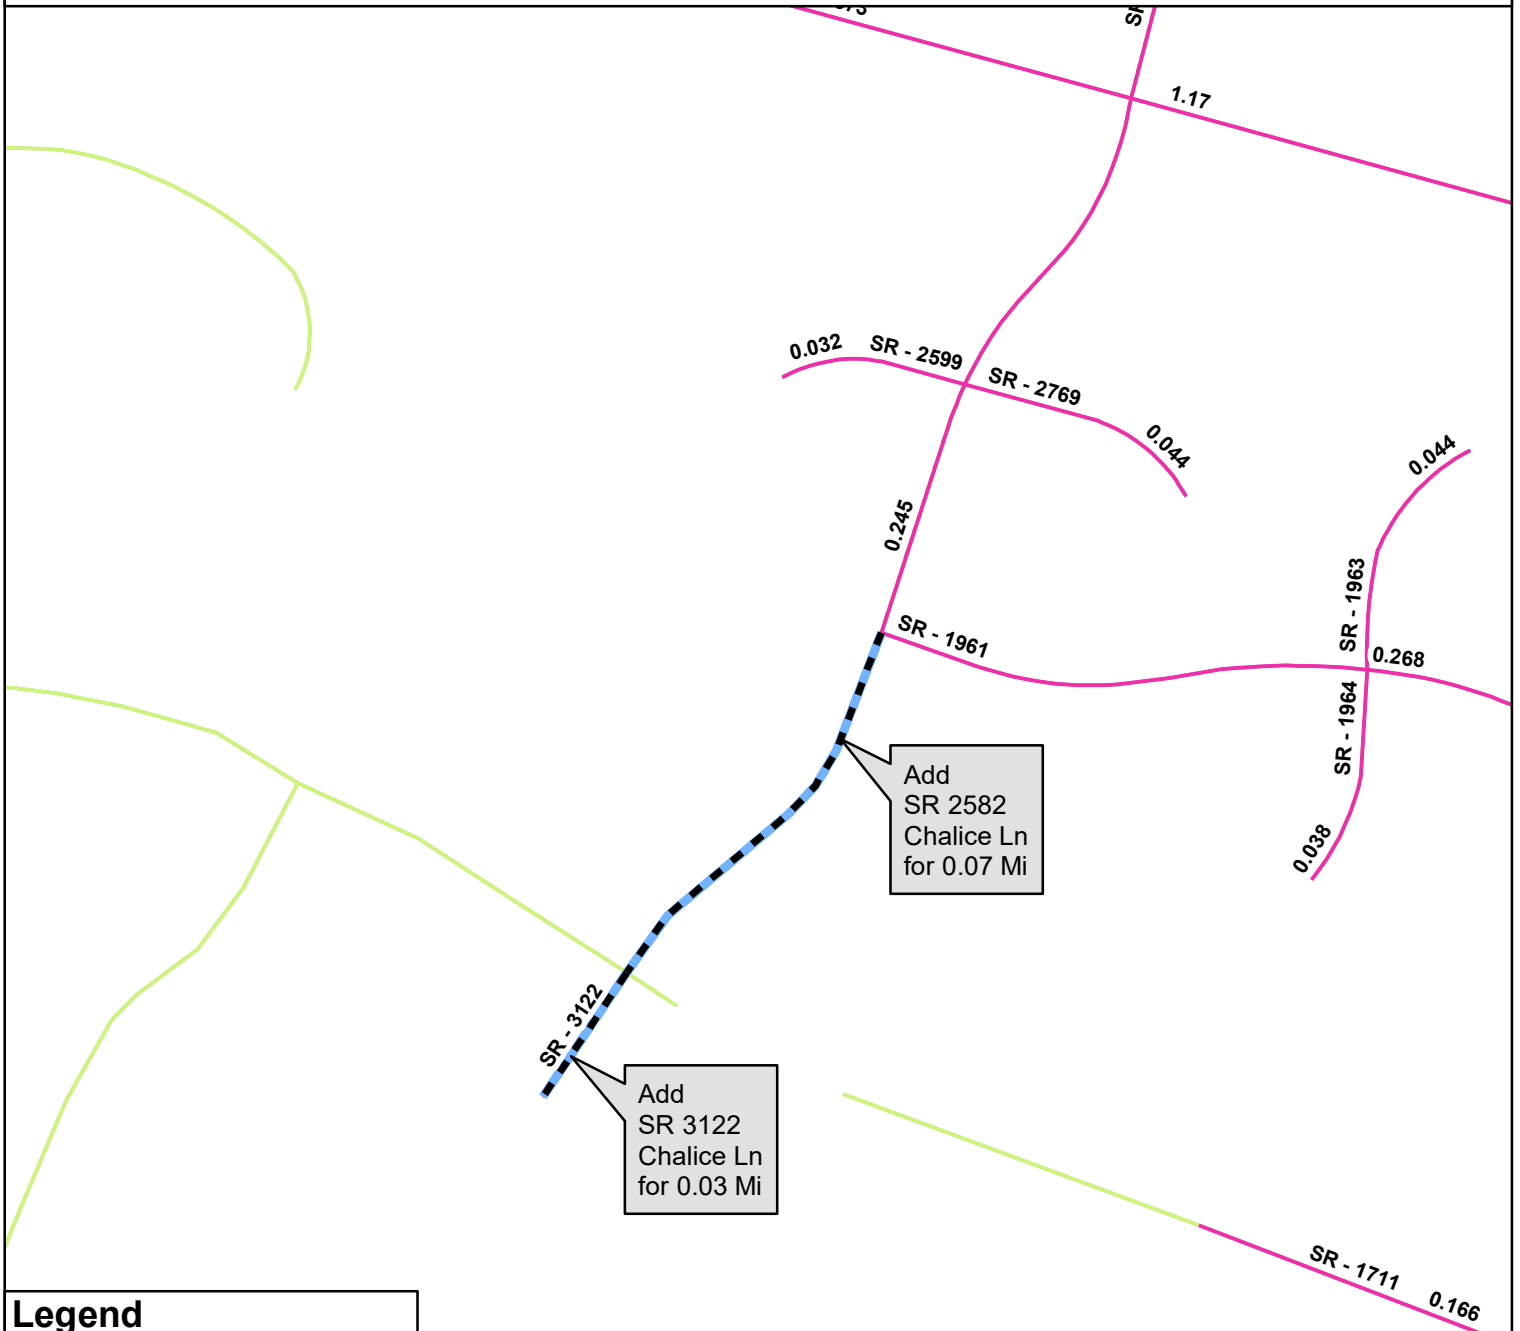 1.17
0.032
SR - 2599
SR - 2769
0.044
0.044
0.245
SR - 1963
SR - 1961
0.268
SR - 1964
Add
SR 2582
Chalice Ln
for 0.07 Mi
0.038
SR - 3122
Add
SR 3122
Chalice Ln
for 0.03 Mi
SR - 1711
0.166
Legend